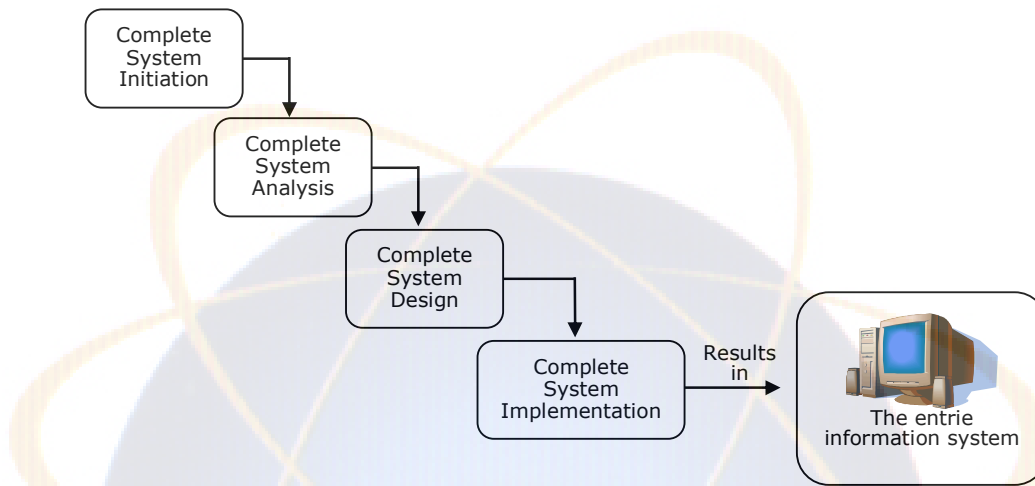 Complete
System
Initiation
Complete
System
Analysis
Complete
System
Design
Complete
System
Implementation
Results
in
The entrie
information system